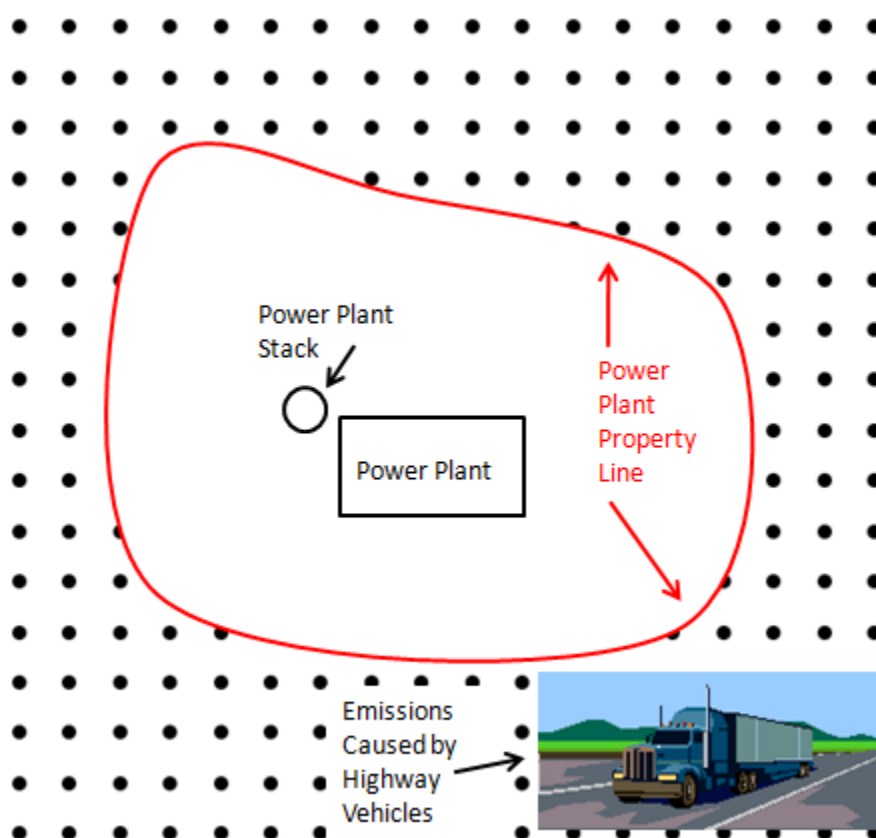 Power Plant
Stack
Power
Plant
Property
Line
Power Plant
Emissions
Caused by
Highway
Vehicles